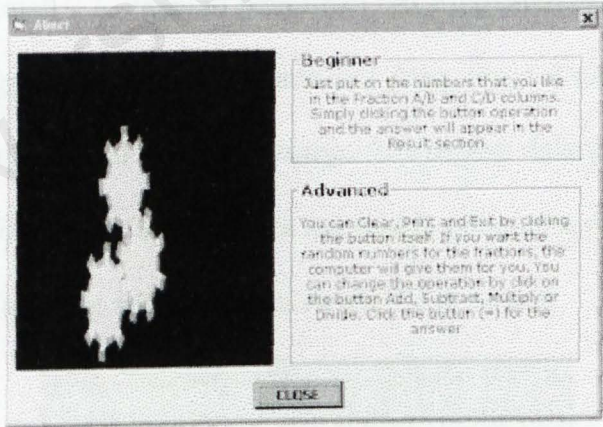 About
Beginner
Just put on the numbers that you like
in the Fraction A/B and C/D columns.
Simply clicking the button operation
and the answer will appear in the
Result section
Advanced
You can Clear, Print and Exit by clicking
the button itself. If you want the
random numbers for the fractions, the
computer will give them for you. You
can change the operation by click on
the button Add, Subtract, Multiply or
Divide. Click the button (=) for the
answer
CLOSE